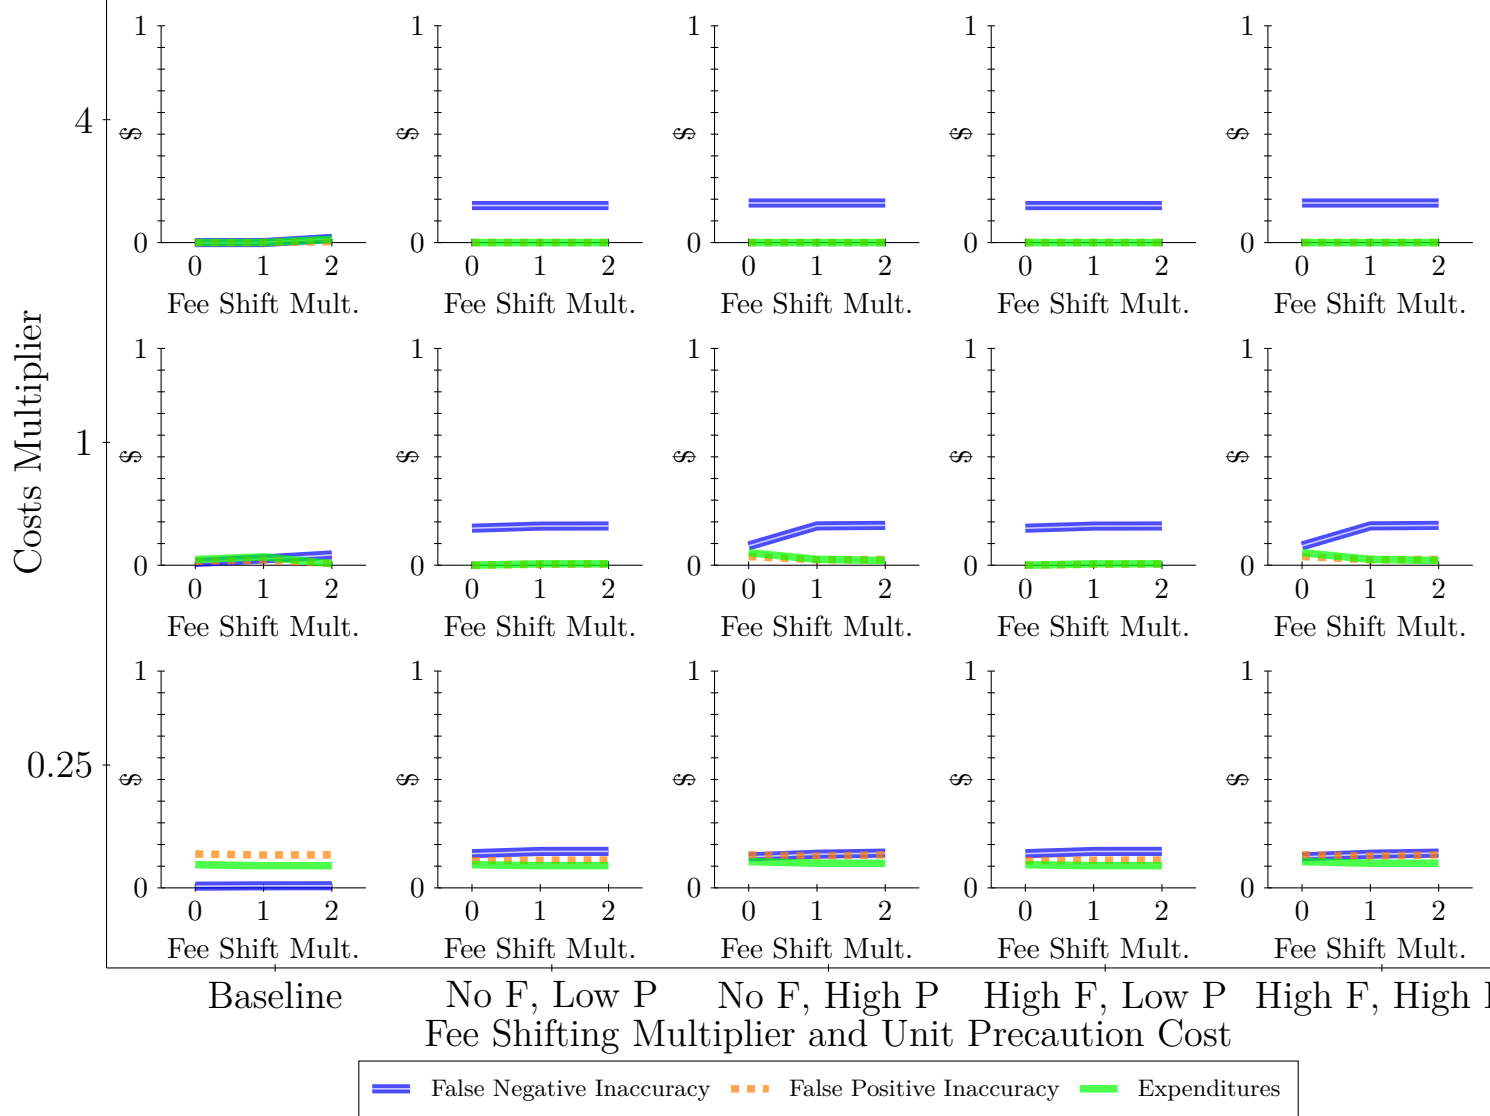 1 1 1 1 1
4 $ $ $ $ $
0 0 0 0 0
0 1 2 0 1 2 0 1 2 0 1 2 0 1 2
Fee Shift Mult. Fee Shift Mult. Fee Shift Mult. Fee Shift Mult. Fee Shift Mult.
Costs Multiplier
1 1 1 1 1
1 $ $ $ $ $
0 0 0 0 0
0 1 2 0 1 2 0 1 2 0 1 2 0 1 2
Fee Shift Mult. Fee Shift Mult. Fee Shift Mult. Fee Shift Mult. Fee Shift Mult.
1 1 1 1 1
0.25 $ $ $ $ $
0 0 0 0 0
0 1 2 0 1 2 0 1 2 0 1 2 0 1 2
Fee Shift Mult. Fee Shift Mult. Fee Shift Mult. Fee Shift Mult. Fee Shift Mult.
Baseline No F, Low P No F, High P High F, Low P High F, High
Fee Shifting Multiplier and Unit Precaution Cost
False Negative Inaccuracy False Positive Inaccuracy Expenditures